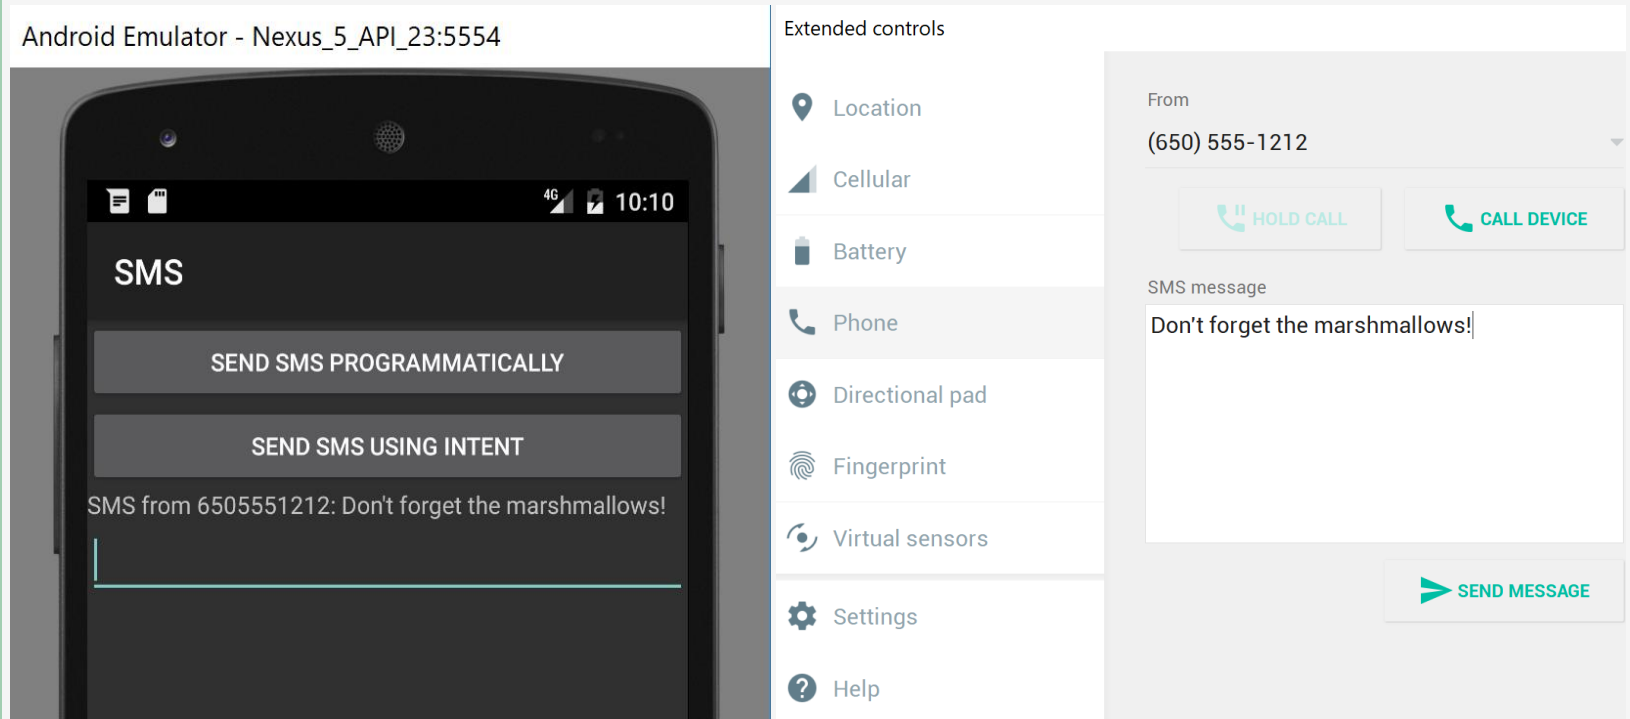 Android Emulator - Nexus_5_API_23:5554
4G 10:10
SMS
SEND SMS PROGRAMMATICALLY
SEND SMS USING INTENT
SMS from 6505551212: Don't forget the marshmallows!
Extended controls
Location
Cellular
Battery
Phone
Directional pad
Fingerprint
Virtual sensors
Settings
Help
From
(650) 555-1212
HOLD CALL
CALL DEVICE
SMS message
Don't forget the marshmallows!
SEND MESSAGE